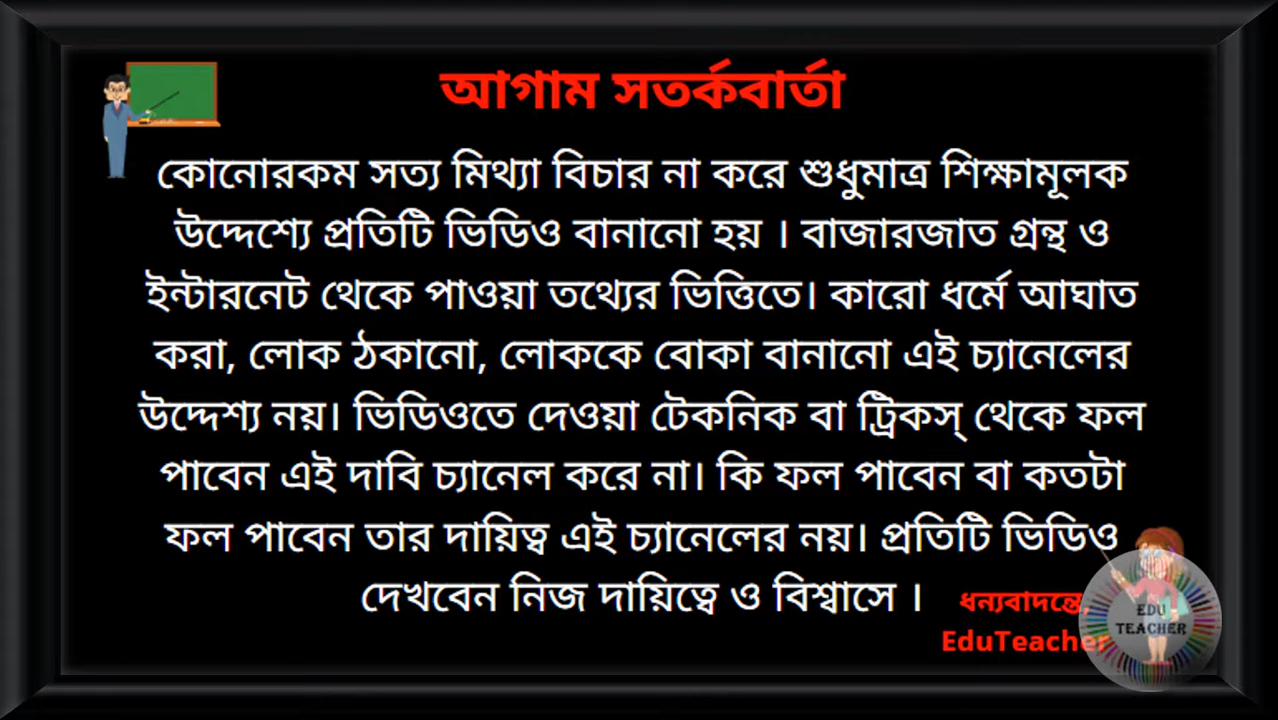 আগাম সতর্কবার্তা
কোনোরকম সত্য মিথ্যা বিচার না করে শুধুমাত্র শিক্ষামূলক
উদ্দেশ্যে প্রতিটি ভিডিও বানানো হয় । বাজারজাত গ্রন্থ ও
ইন্টারনেট থেকে পাওয়া তথ্যের ভিত্তিতে। কারো ধর্মে আঘাত
করা, লোক ঠকানো, লোককে বোকা বানানো এই চ্যানেলের
উদ্দেশ্য নয়। ভিডিওতে দেওয়া টেকনিক বা ট্রিকস্ থেকে ফল
পাবেন এই দাবি চ্যানেল করে না। কি ফল পাবেন বা কতটা
ফল পাবেন তার দায়িত্ব এই চ্যানেলের নয়। প্রতিটি ভিডিও
দেখবেন নিজ দায়িত্বে ও বিশ্বাসে ।
ধন্যবাদন্তে,
EduTeacher
EDU
TEACHER